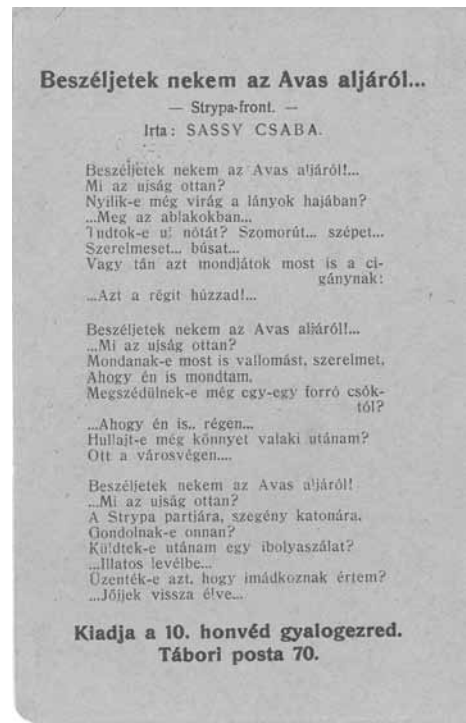 Beszéljetek nekem az Avas aljáról...
— Strypa-front. —
Irta: SASSY CSABA.
Beszéljetek nekem az Avas aljáról!...
Mi az ujság ottan?
Nyilik-e még virág a lányok hajában?
...Meg az ablakokban...
Tudtok-e uj nótát? Szomorút... szépet...
Szerelmeset... búsat...
Vagy tán azt mondjátok most is a ci-
gánynak:
...Azt a régit húzzad!...
Beszéljetek nekem az Avas aljáról!...
...Mi az ujság ottan?
Mondanak-e most is vallomást, szerelmet,
Ahogy én is mondtam,
Megszédülnek-e még egy-egy forró csók-
tól?
...Ahogy én is.. régen...
Hullajt-e még könnyet valaki utánam?
Ott a városvégen....
Beszéljetek nekem az Avas aljáról!
...Mi az ujság ottan?
A Strypa partjára, szegény katonára,
Gondolnak-e onnan?
Küldtek-e utánam egy ibolyaszálat?
...Illatos levélbe...
Üzenték-e azt, hogy imádkoznak értem?
...Jőjjek vissza élve...
Kiadja a 10. honvéd gyalogezred.
Tábori posta 70.